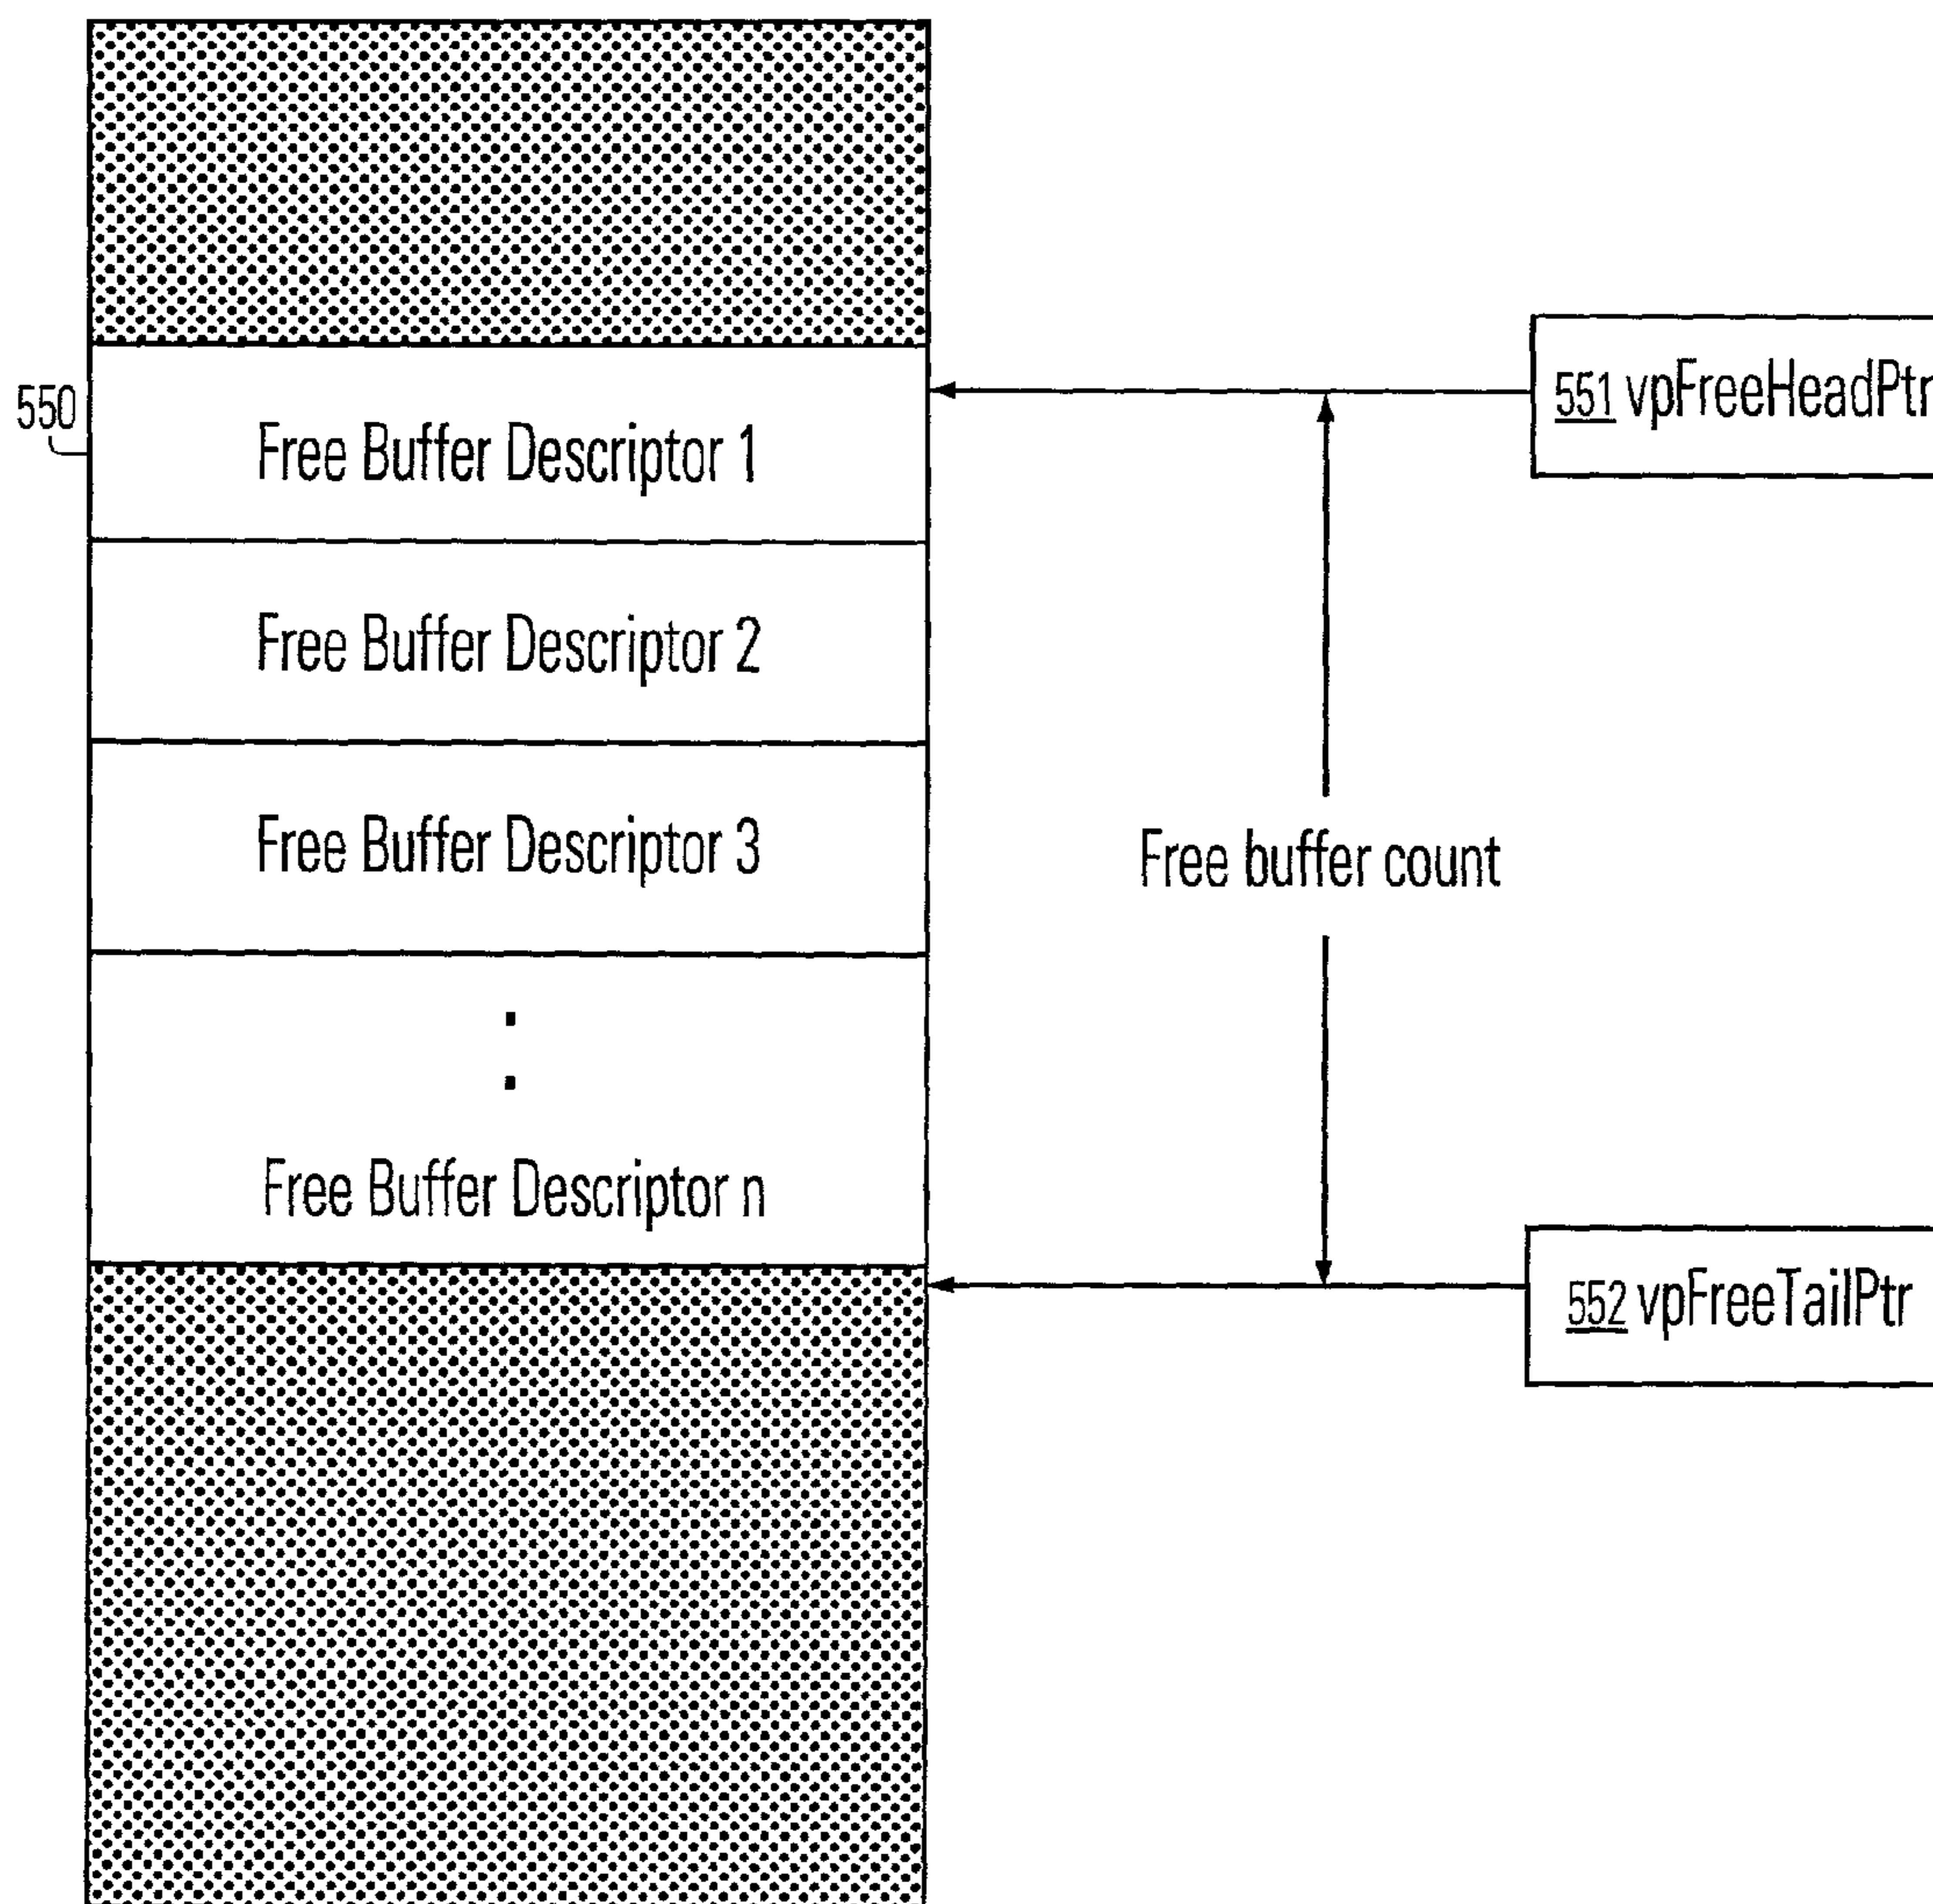 551 vpFreeHeadPtr
550
Free Buffer Descriptor 1
Free Buffer Descriptor 2
Free Buffer Descriptor 3
Free buffer count
:
Free Buffer Descriptor n
552 vpFreeTailPtr